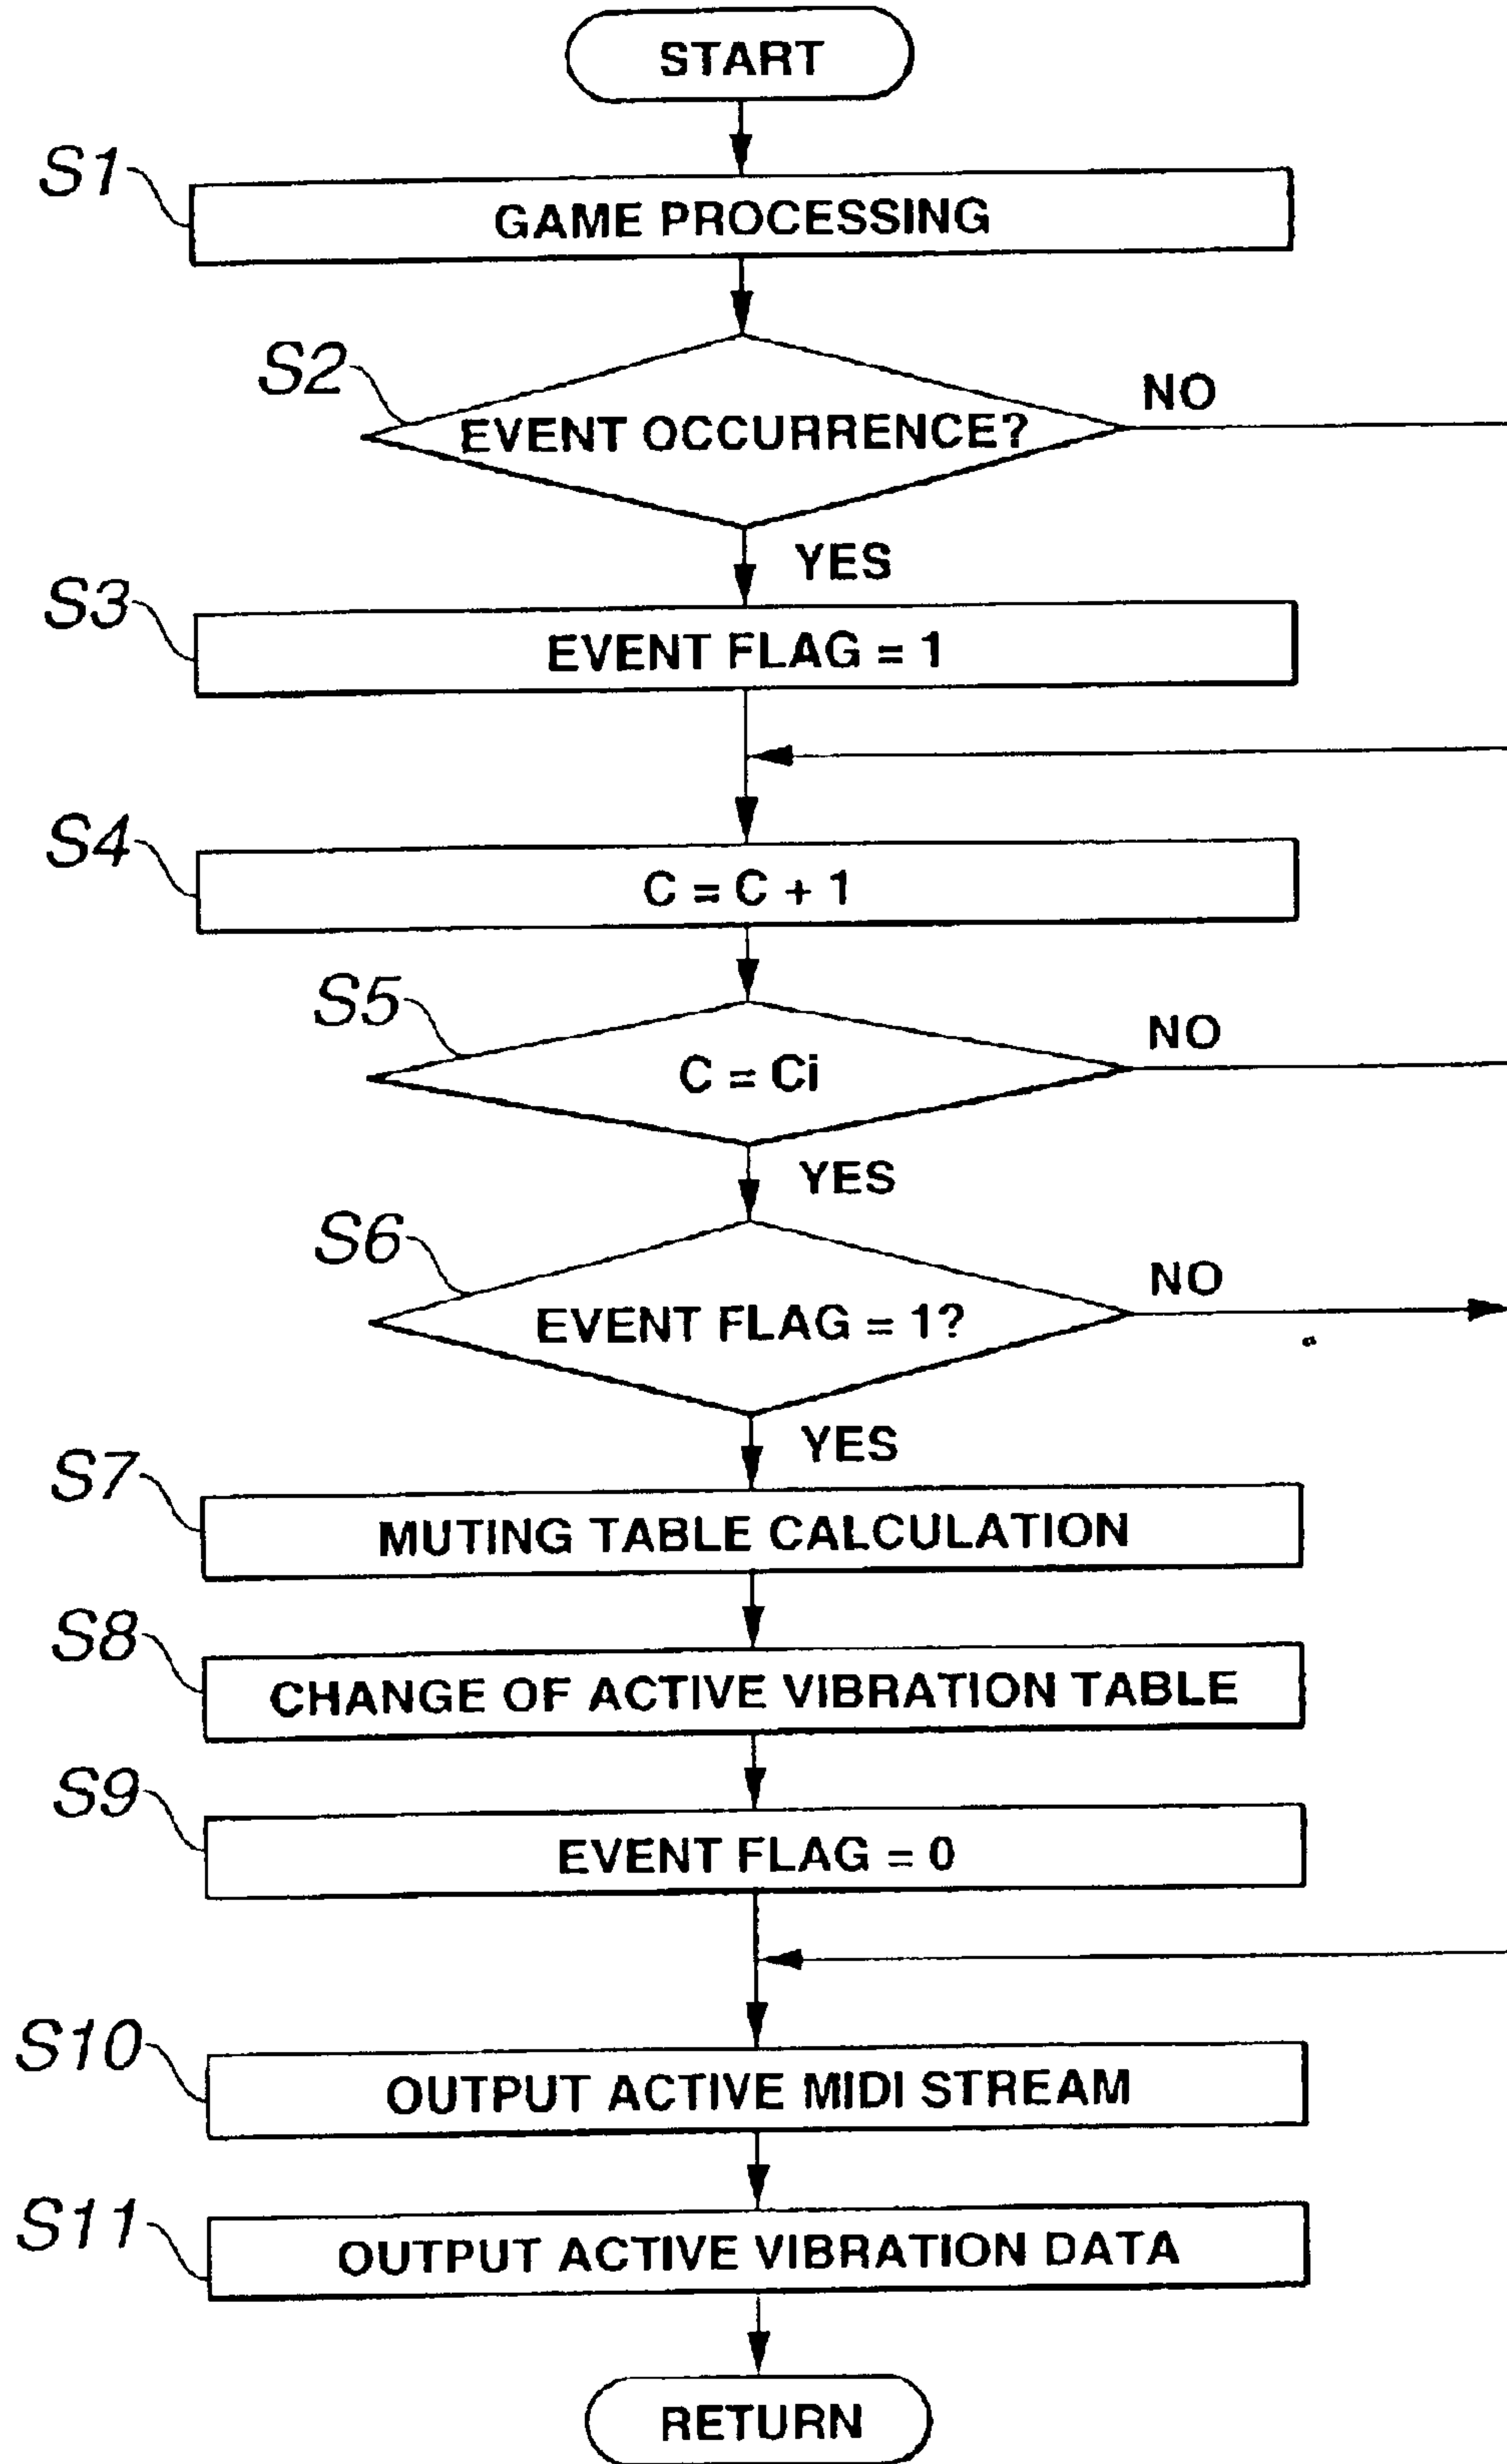 START
S1
GAME PROCESSING
S2
EVENT OCCURRENCE?
NO
YES
S3
EVENT FLAG = 1
S4
C = C + 1
S5
C = Ci
NO
YES
S6
EVENT FLAG = 1?
NO
YES
S7
MUTING TABLE CALCULATION
S8
CHANGE OF ACTIVE VIBRATION TABLE
S9
EVENT FLAG = 0
S10
OUTPUT ACTIVE MIDI STREAM
S11
OUTPUT ACTIVE VIBRATION DATA
RETURN